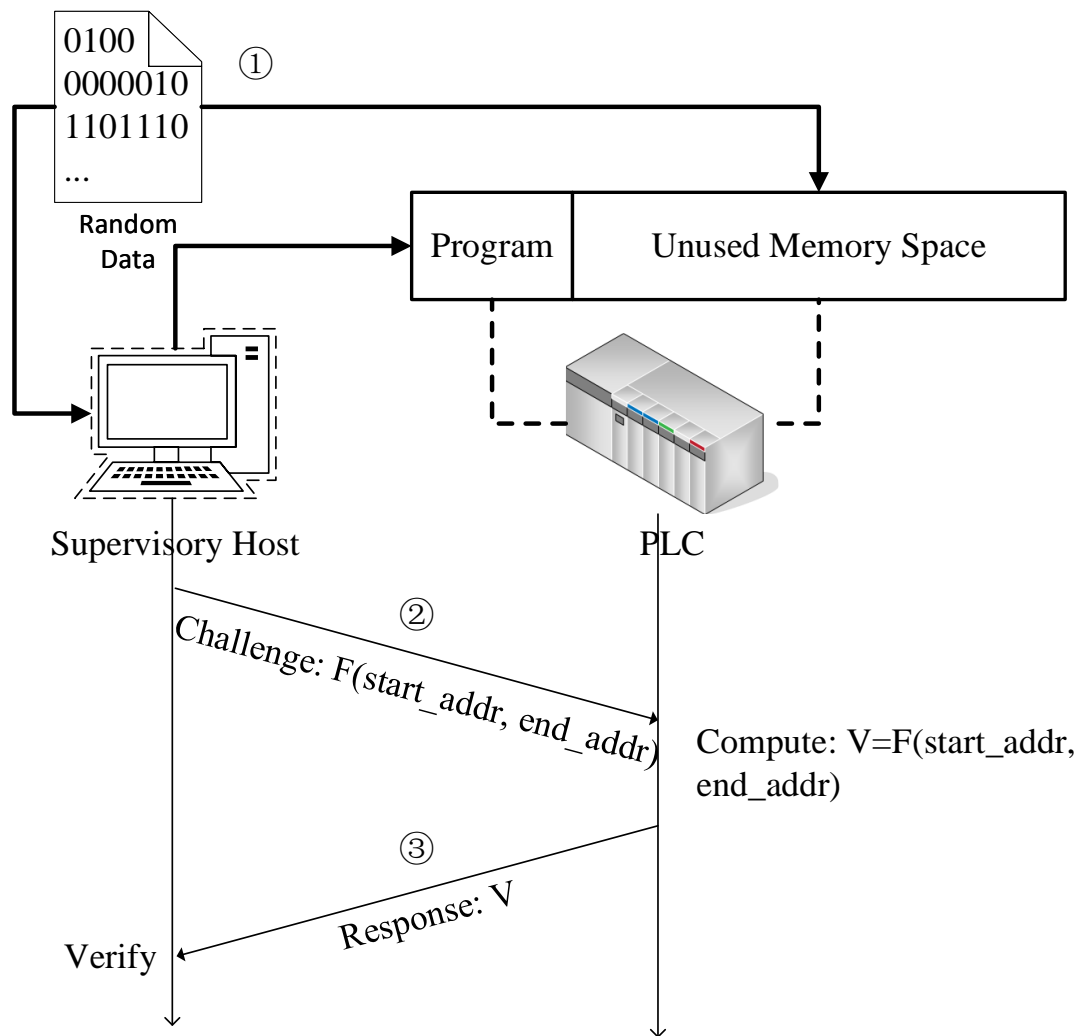 0100
0000010
1101110
...
①
Random
Data
Program
Unused Memory Space
Supervisory Host
PLC
②
Challenge: F(start_addr, end_addr)
Compute: V=F(start_addr,
end_addr)
③
Response: V
Verify